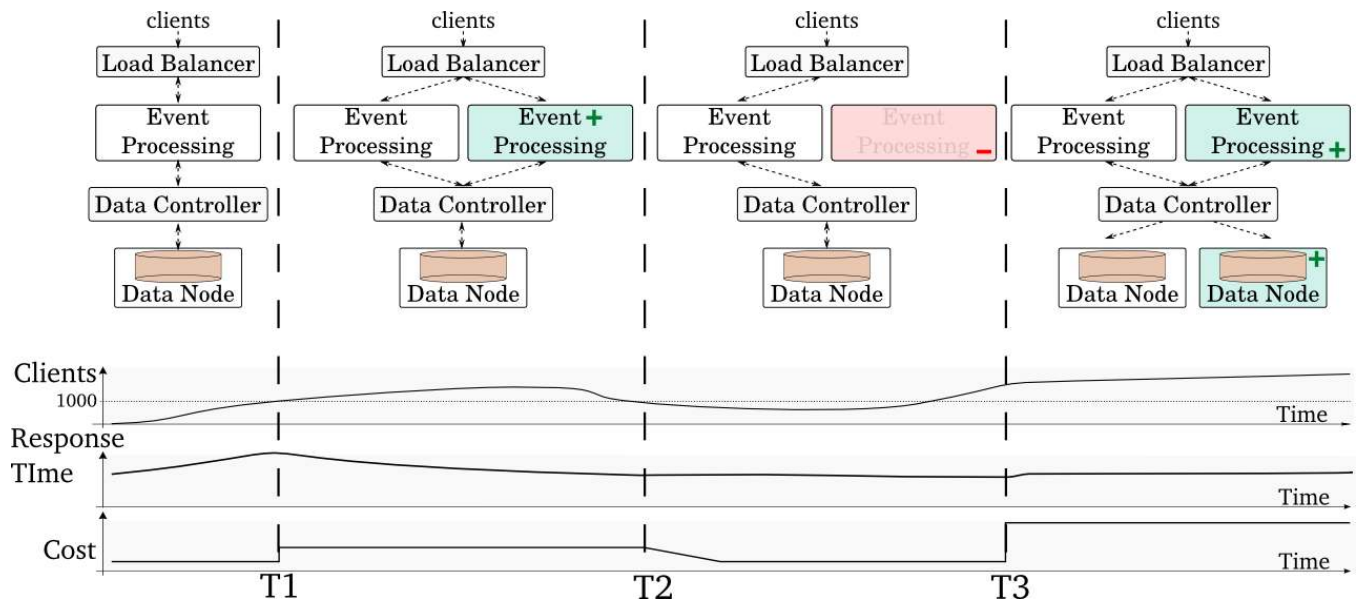 clients
Load Balancer
Event
Processing
Data Controller
Data Node
clients
Load Balancer
Event
Processing
Event +
Processing
Data Controller
Data Node
clients
Load Balancer
Event
Processing
Event
Processing −
Data Controller
Data Node
clients
Load Balancer
Event
Processing
Event
Processing +
Data Controller
Data Node
+
Data Node
Clients
1000
Time
Response
TIme
Time
Cost
Time
T1
T2
T3